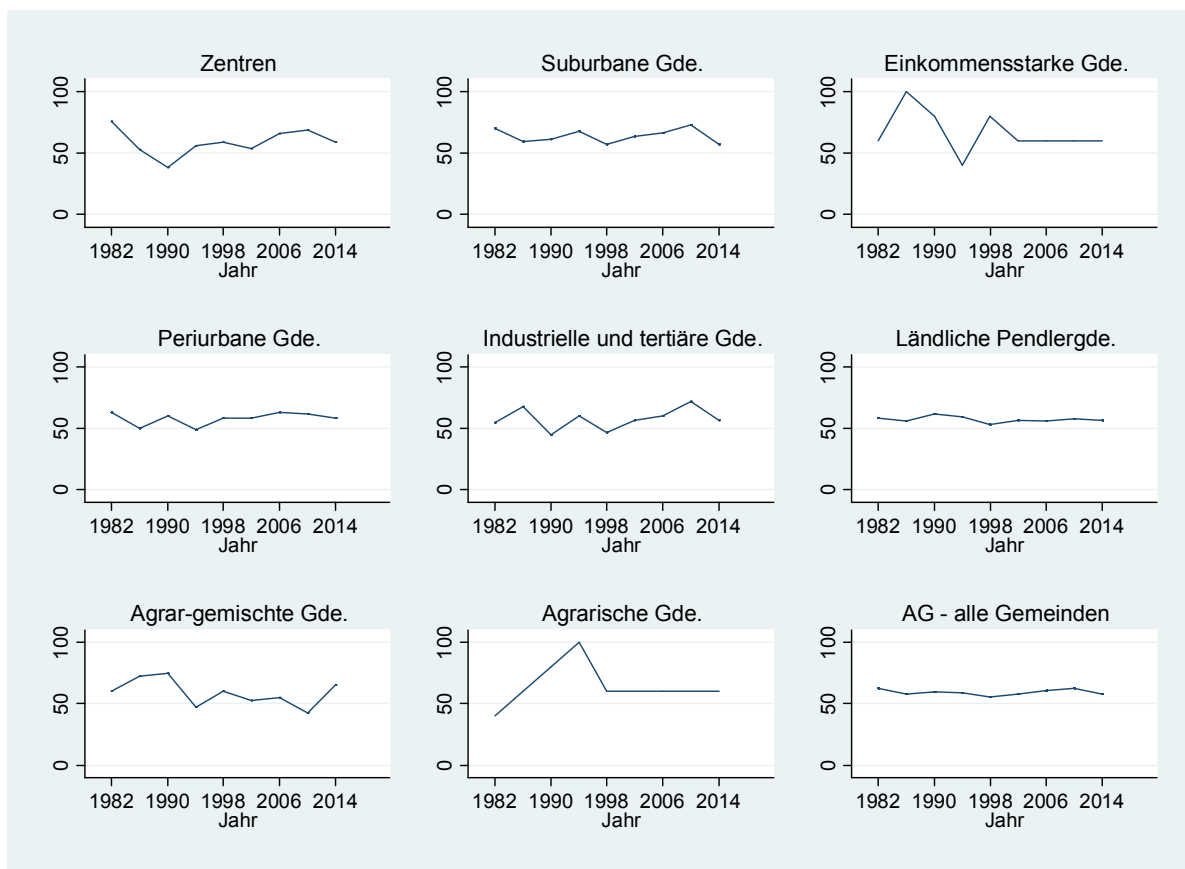 Zentren
100
50
0
1982 1990 1998 2006 2014
Jahr
Suburbane Gde.
100
50
0
1982 1990 1998 2006 2014
Jahr
Einkommensstarke Gde.
100
50
0
1982 1990 1998 2006 2014
Jahr
Periurbane Gde.
100
50
0
1982 1990 1998 2006 2014
Jahr
Industrielle und tertiäre Gde.
100
50
0
1982 1990 1998 2006 2014
Jahr
Ländliche Pendlergde.
100
50
0
1982 1990 1998 2006 2014
Jahr
Agrar-gemischte Gde.
100
50
0
1982 1990 1998 2006 2014
Jahr
Agrarische Gde.
100
50
0
1982 1990 1998 2006 2014
Jahr
AG - alle Gemeinden
100
50
0
1982 1990 1998 2006 2014
Jahr